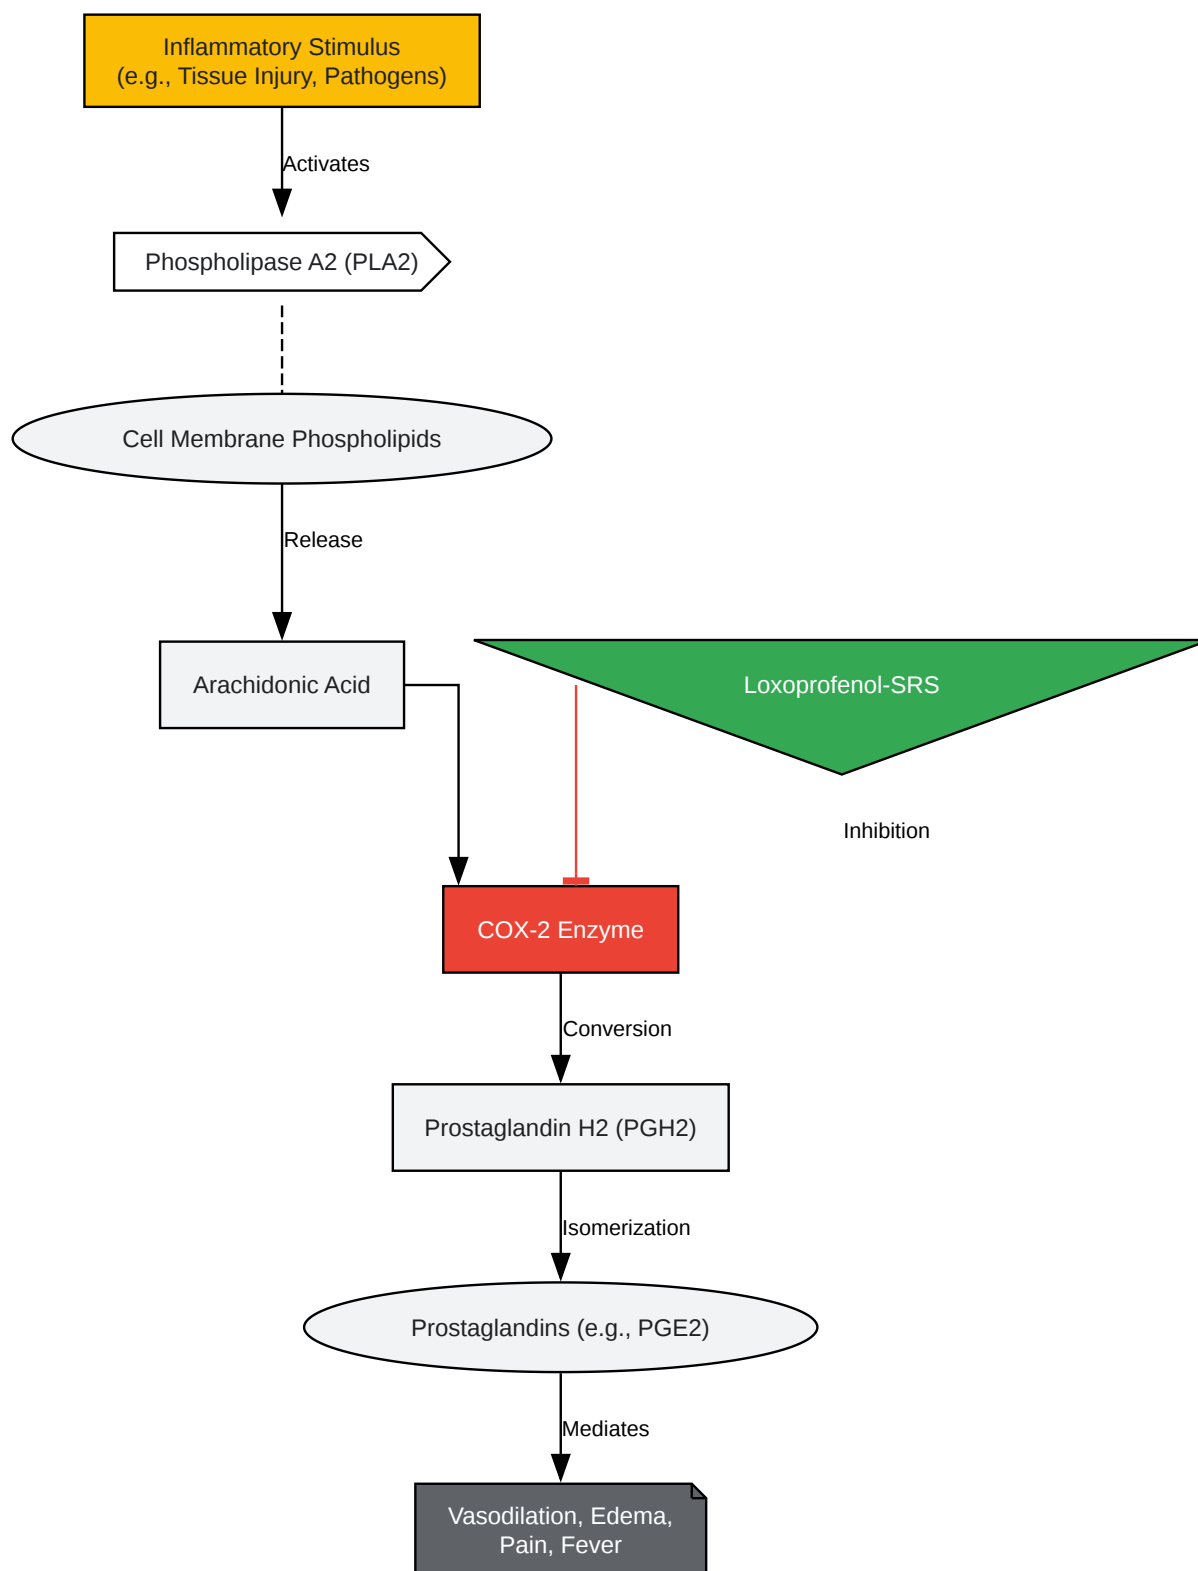 Inflammatory Stimulus
(e.g., Tissue Injury, Pathogens)
Activates
Phospholipase A2 (PLA2)
Cell Membrane Phospholipids
Release
Arachidonic Acid
Loxoprofenol-SRS
Inhibition
COX-2 Enzyme
Conversion
Prostaglandin H2 (PGH2)
Isomerization
Prostaglandins (e.g., PGE2)
Mediates
Vasodilation, Edema,
Pain, Fever